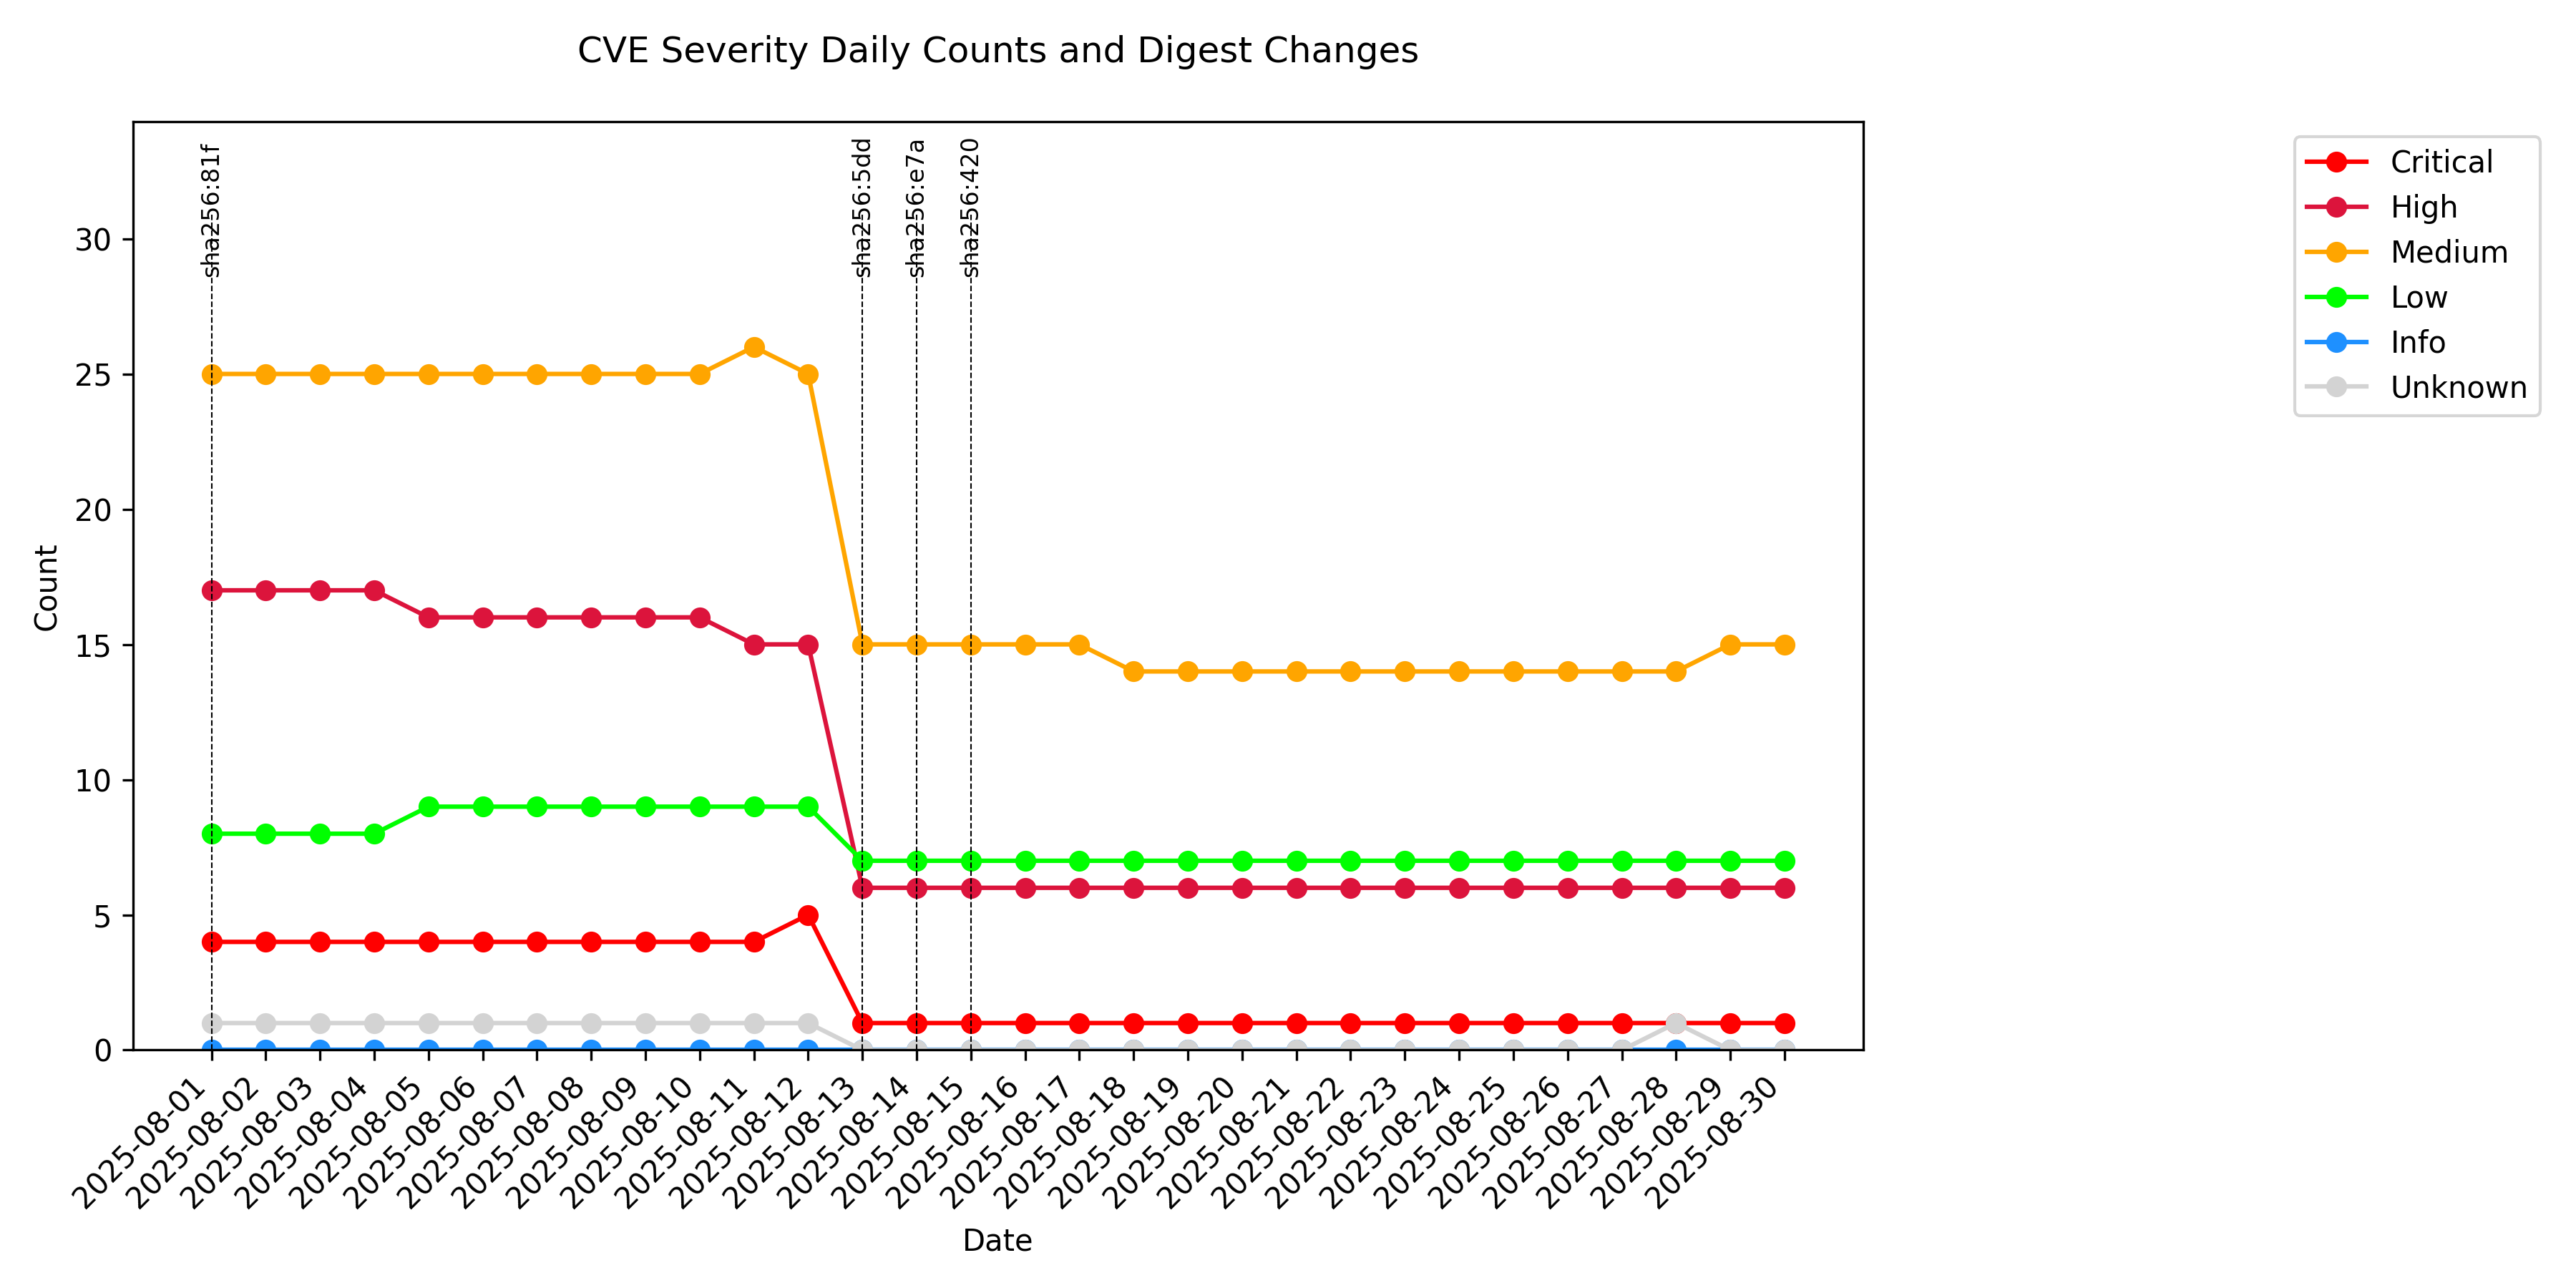 CVE Severity Daily Counts and Digest Changes
sha256:81f
sha256:5dd
sha256:e7a
sha256:420
Critical
High
Medium
Low
Info
Unknown
Count
30
25
20
15
10
5
0
2025-08-01
2025-08-02
2025-08-03
2025-08-04
2025-08-05
2025-08-06
2025-08-07
2025-08-08
2025-08-09
2025-08-10
2025-08-11
2025-08-12
2025-08-13
2025-08-14
2025-08-15
2025-08-16
2025-08-17
2025-08-18
2025-08-19
2025-08-20
2025-08-21
2025-08-22
2025-08-23
2025-08-24
2025-08-25
2025-08-26
2025-08-27
2025-08-28
2025-08-29
2025-08-30
Date